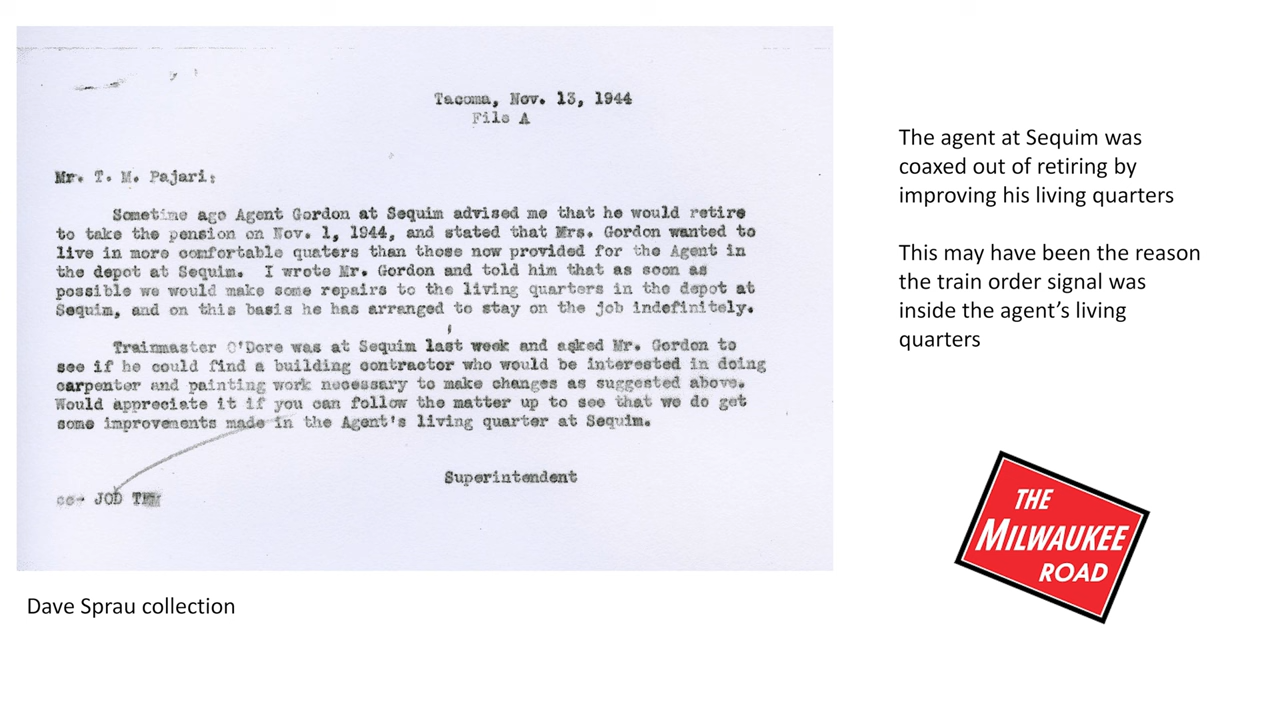 Tacoma, Nov. 13, 1944
File A
Mr. T. M. Pajari:
Sometime ago Agent Gordon at Sequim advised me that he would retire
to take the pension on Nov. 1, 1944, and stated that Mrs. Gordon wanted to
live in more comfortable quaters than those now provided for the Agent in
the depot at Sequim. I wrote Mr. Gordon and told him that as soon as
possible we would make some repairs to the living quarters in the depot at
Sequim, and on this basis he has arranged to stay on the job indefinitely.
Trainmaster O'Dore was at Sequim last week and asked Mr. Gordon to
see if he could find a building contractor who would be interested in doing
carpenter and painting work necessary to make changes as suggested above.
Would appreciate it if you can follow the matter up to see that we do get
some improvements made in the Agent's living quarter at Sequim.
Superintendent
cc- JOD
Dave Sprau collection
The agent at Sequim was
coaxed out of retiring by
improving his living quarters
This may have been the reason
the train order signal was
inside the agent’s living
quarters
THE
MILWAUKEE
ROAD